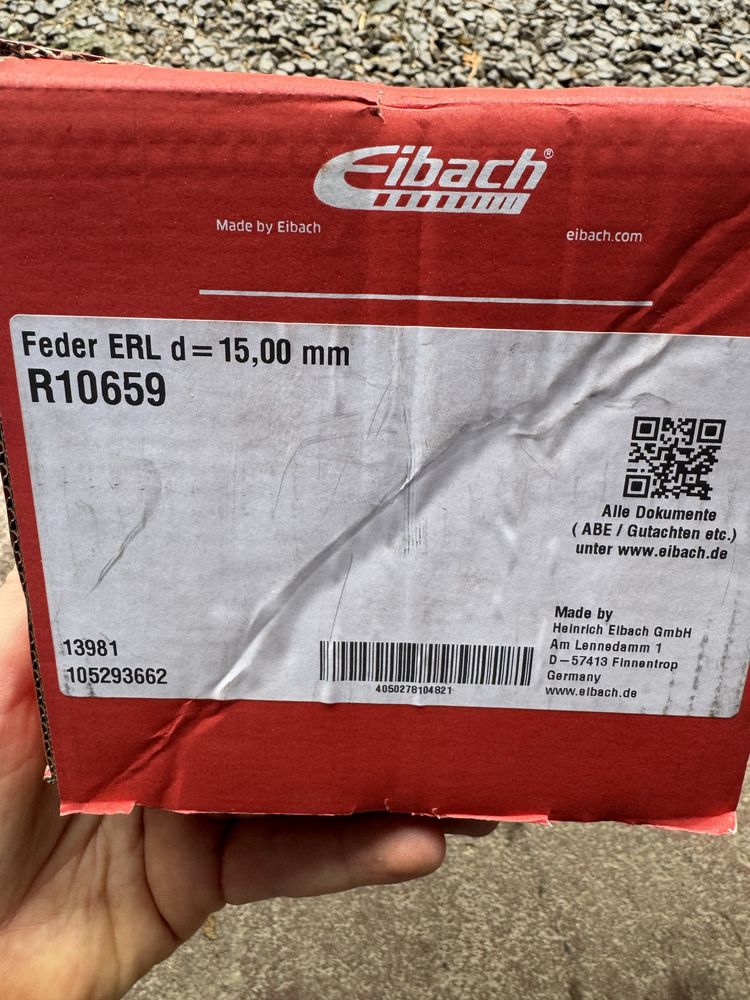 Eibach®
Made by Eibach
eibach.com
Feder ERL d=15,00 mm
R10659
Alle Dokumente
( ABE / Gutachten etc.)
unter www.eibach.de
13981
105293662
4050278104821
Made by
Heinrich Eibach GmbH
Am Lennedamm 1
D-57413 Finnentrop
Germany
www.eibach.de